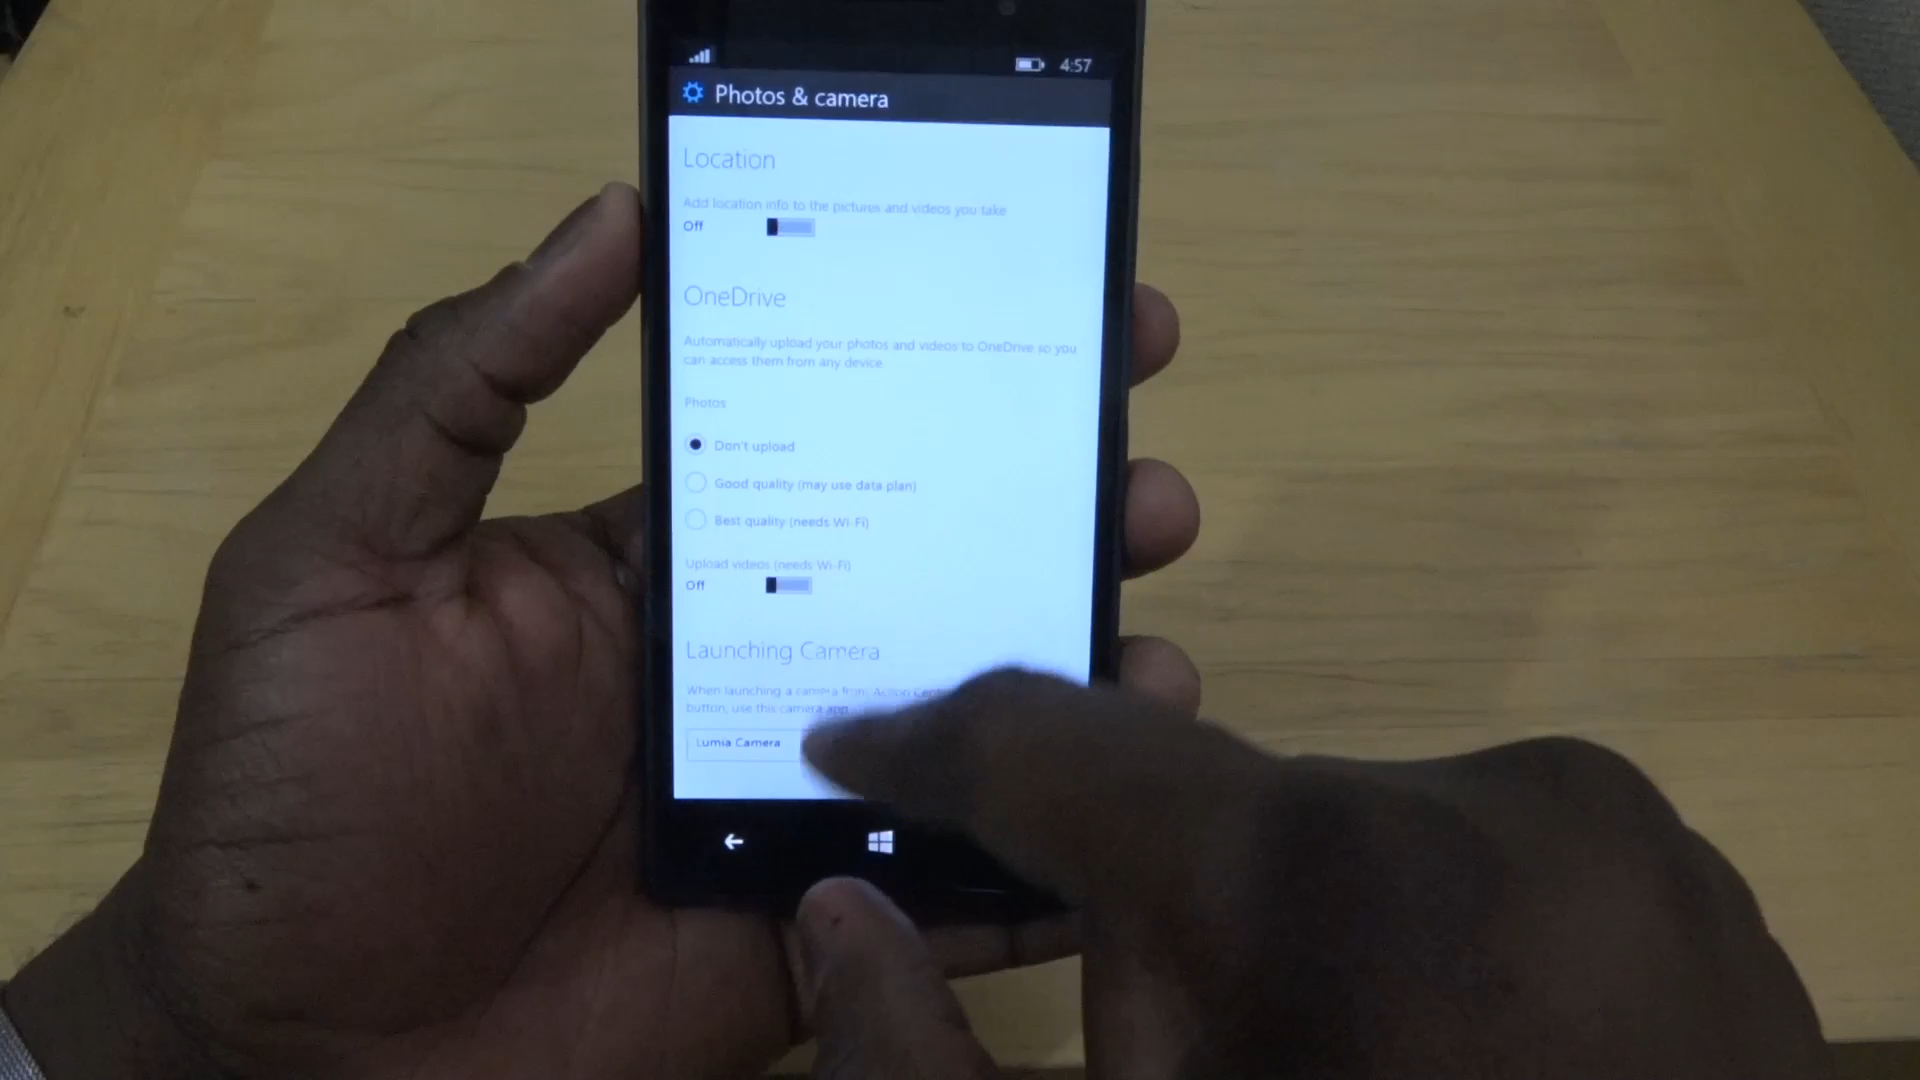 4:57
Photos & camera
Location
Add location info to the pictures and videos you take
Off
OneDrive
Automatically upload your photos and videos to OneDrive so you
can access them from any device.
Photos
Don't upload
Good quality (may use data plan)
Best quality (needs Wi-Fi)
Upload videos (needs Wi-Fi)
Off
Launching Camera
When launching a camera from Action
button, use this camera app
Lumia Camera